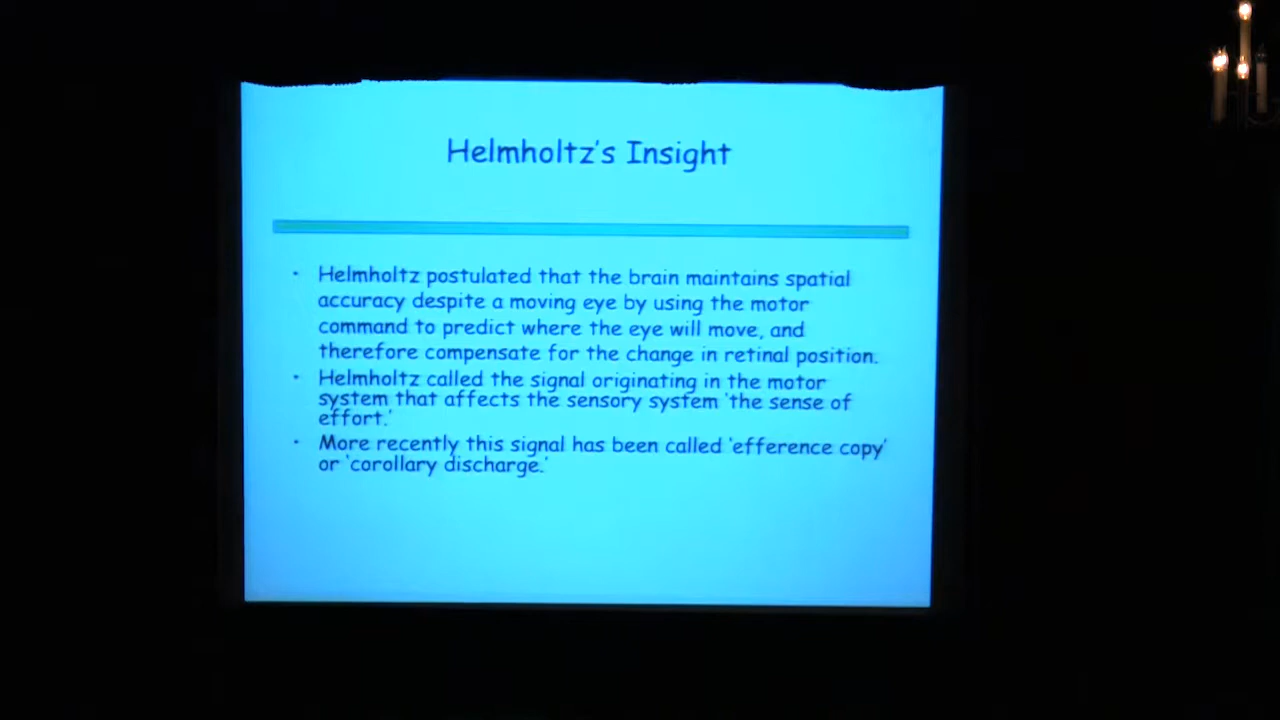 Helmholtz's Insight
• Helmholtz postulated that the brain maintains spatial
accuracy despite a moving eye by using the motor
command to predict where the eye will move, and
therefore compensate for the change in retinal position.
• Helmholtz called the signal originating in the motor
system that affects the sensory system 'the sense of
effort.'
• More recently this signal has been called 'efference copy'
or 'corollary discharge.'